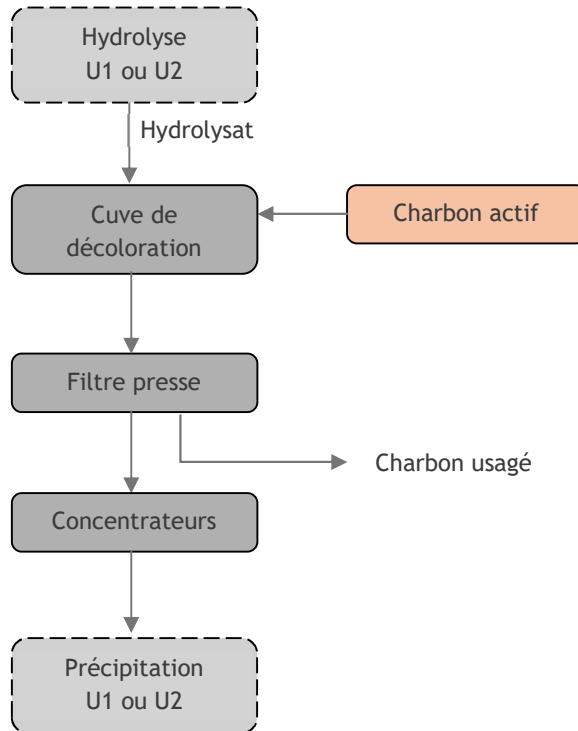 Hydrolyse
U1 ou U2
Hydrolysat
Cuve de
décoloration
Charbon actif
Filtre presse
Charbon usagé
Concentrateurs
Précipitation
U1 ou U2